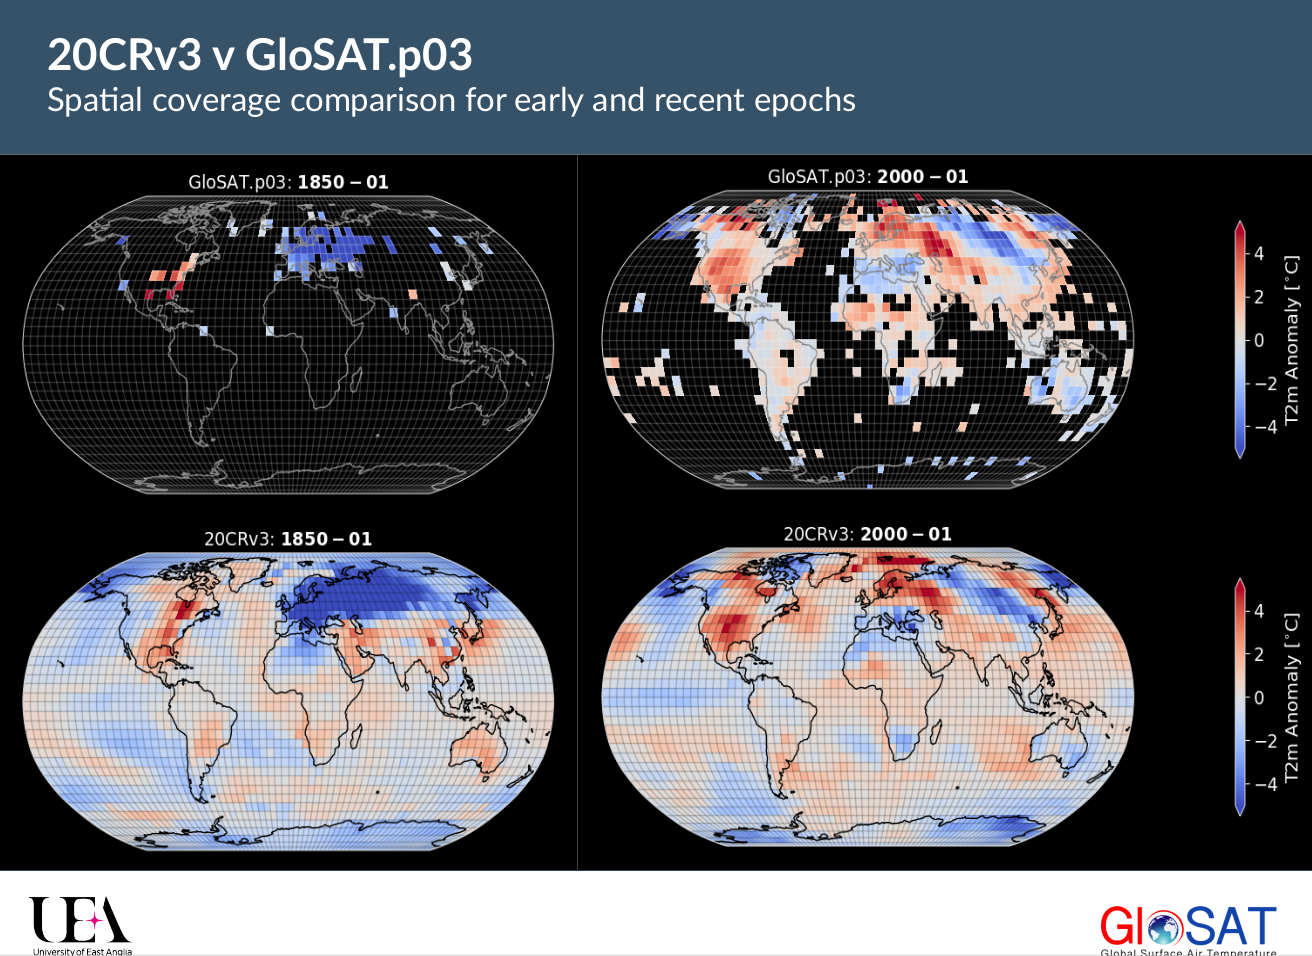 20CRv3 v GloSAT.p03
Spatial coverage comparison for early and recent epochs
GloSAT.p03: 1850 − 01
GloSAT.p03: 2000 − 01
4
2
0
−2
−4
T2m Anomaly [°C]
20CRv3: 1850 − 01
20CRv3: 2000 − 01
4
2
0
−2
−4
T2m Anomaly [°C]
UEA
University of East Anglia
GloSAT
Global Surface Air Temperature